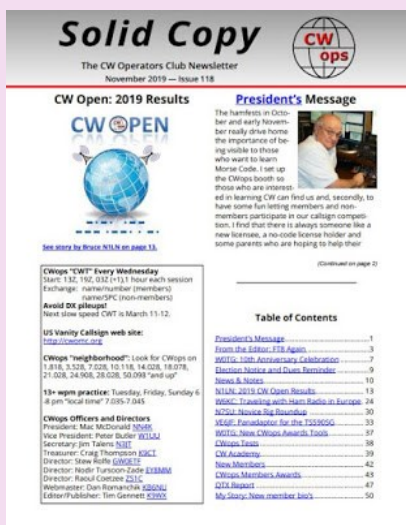 Solid Copy
CW
ops
The CW Operators Club Newsletter
November 2019 — Issue 118
CW Open: 2019 Results
CW OPEN
See story by Bruce N1LN on page 13.
CWops "CWT" Every Wednesday
Start: 13Z, 19Z, 03Z (+1),1 hour each session
Exchange: name/number (members)
name/SPC (non-members)
Avoid DX pileups!
Next slow speed CWT is March 11-12.
US Vanity Callsign web site:
http://cwomc.org
CWops "neighborhood": Look for CWops on
1.818, 3.528, 7.028, 10.118, 14.028, 18.078,
21.028, 24.908, 28.028, 50.098 "and up"
13+ wpm practice: Tuesday, Friday, Sunday 6
-8 pm "local time" 7.035-7.045
CWops Officers and Directors
President: Mac McDonald NN4K
Vice President: Peter Butler W1UU
Secretary: Jim Talens N3JT
Treasurer: Craig Thompson K9CT
Director: Stew Rolfe GW0ETF
Director: Nodir Tursoon-Zade EY8MM
Director: Raoul Coetzee ZS1C
Webmaster: Dan Romanchik KB6NU
Editor/Publisher: Tim Gennett K9WX
President's Message
The hamfests in Octo-
ber and early Novem-
ber really drive home
the importance of be-
ing visible to those
who want to learn
Morse Code. I set up
the CWops booth so
those who are interest-
ed in learning CW can find us and, secondly, to
have some fun letting members and non-
members participate in our callsign competi-
tion. I find that there is always someone like a
new licensee, a no-code license holder and
some parents who are hoping to help their
(Continued on page 2)
Table of Contents
President's Message 1
From the Editor: FT8 Again 3
W0TG: 10th Anniversary Celebration 7
Election Notice and Dues Reminder 9
News & Notes 10
N1LN: 2019 CW Open Results 13
W6KC: Traveling with Ham Radio in Europe 24
N7SU: Novice Rig Roundup 30
VE6JF: Panadaptor for the TS590SG 33
W0TG: New CWops Awards Tools 37
CWops Tests 38
CW Academy 39
New Members 42
CWops Members Awards 43
QTX Report 47
My Story: New member bio's 50